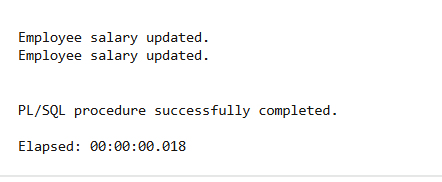 Employee salary updated.
Employee salary updated.
PL/SQL procedure successfully completed.
Elapsed: 00:00:00.018